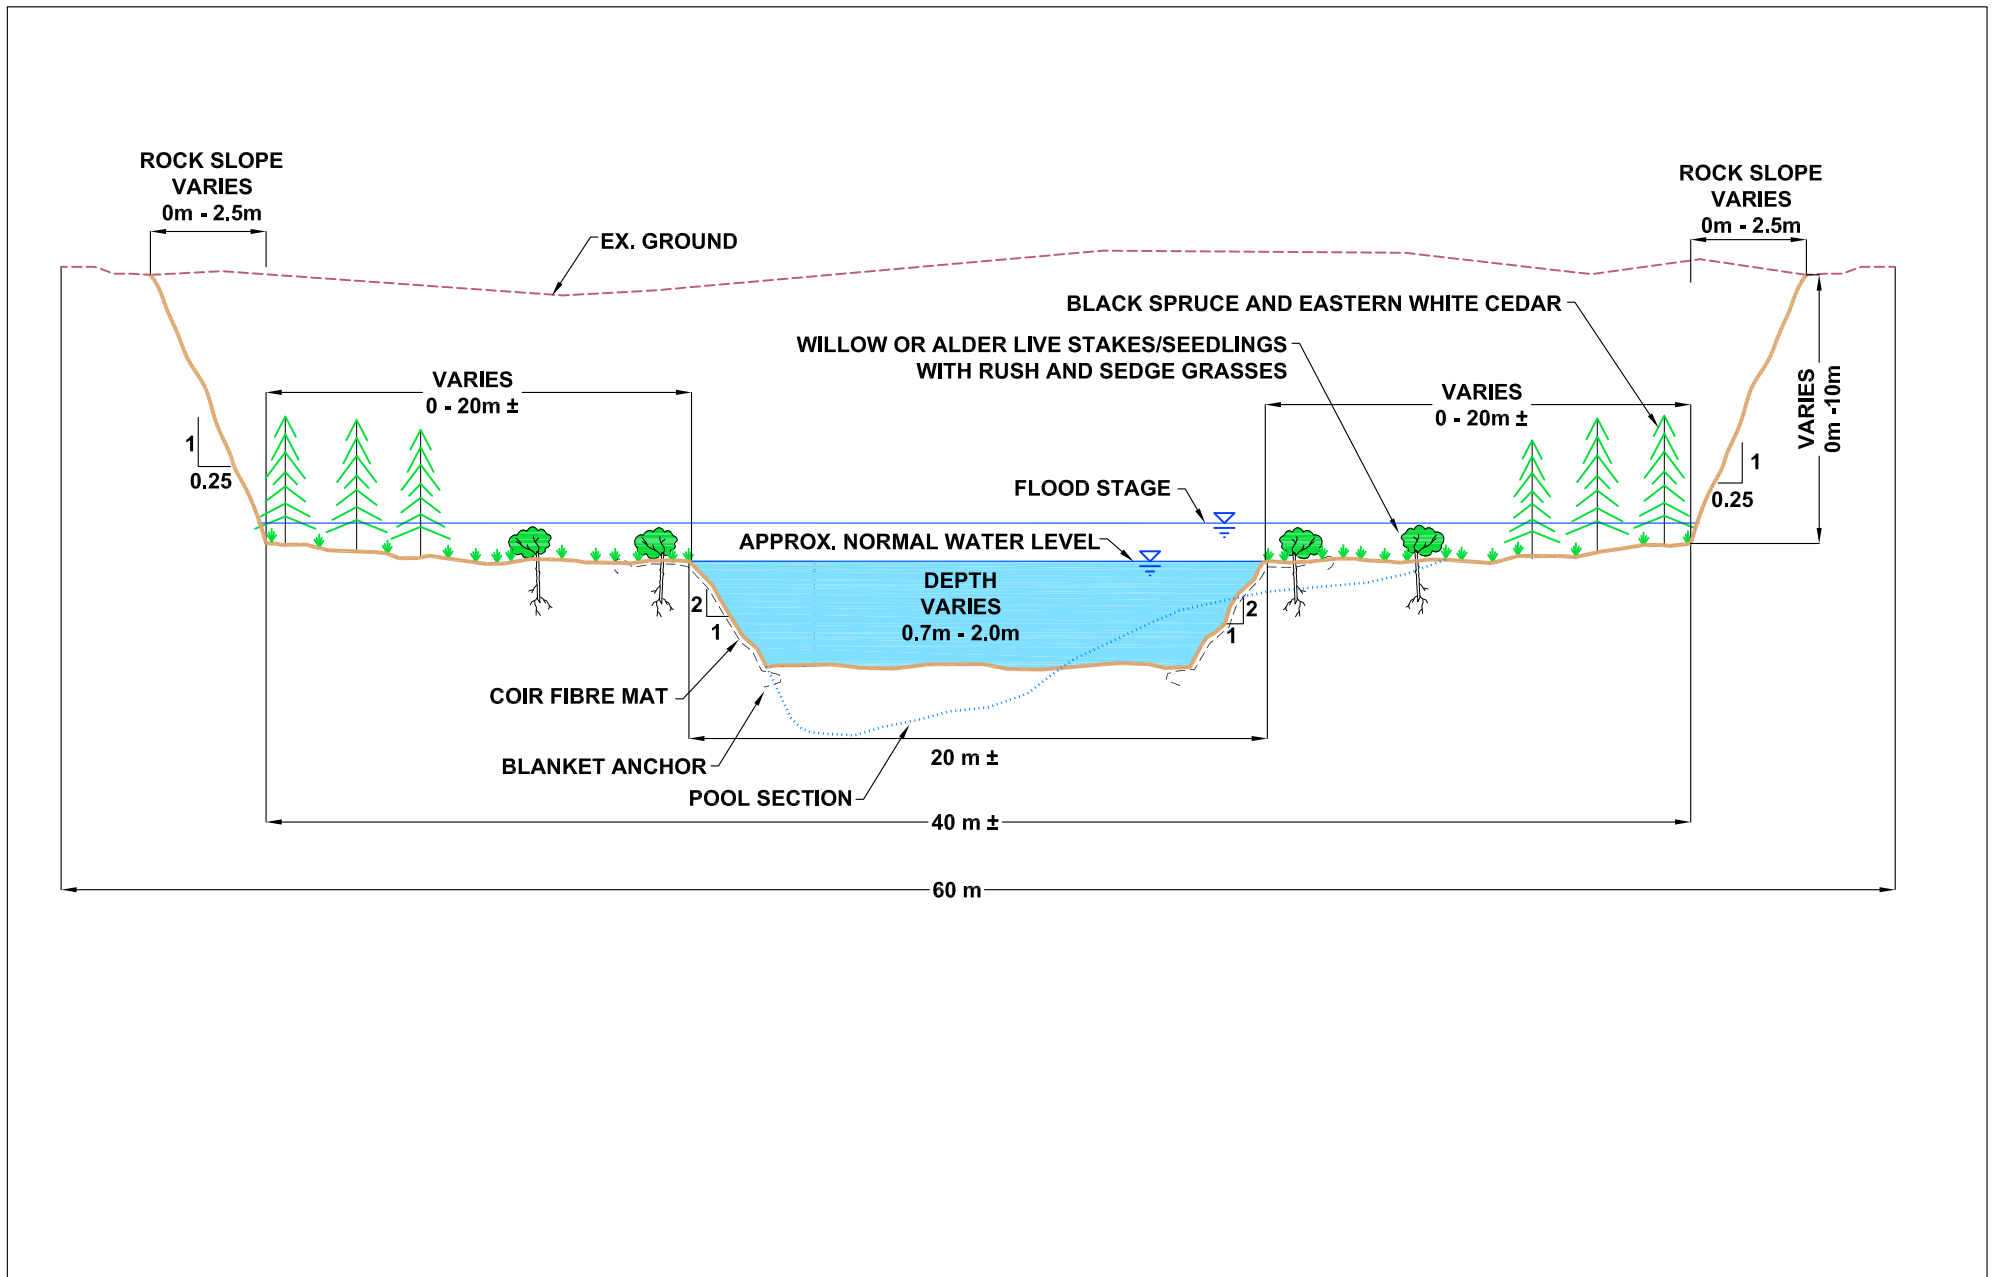 ROCK SLOPE
VARIES
0m - 2.5m
ROCK SLOPE
VARIES
0m - 2.5m
EX. GROUND
BLACK SPRUCE AND EASTERN WHITE CEDAR
WILLOW OR ALDER LIVE STAKES/SEEDLINGS
WITH RUSH AND SEDGE GRASSES
VARIES
0 - 20m ±
VARIES
0 - 20m ±
VARIES
0m -10m
1
0.25
1
0.25
FLOOD STAGE
APPROX. NORMAL WATER LEVEL
DEPTH
VARIES
0.7m - 2.0m
2
1
2
1
COIR FIBRE MAT
BLANKET ANCHOR
POOL SECTION
20 m ±
40 m ±
60 m